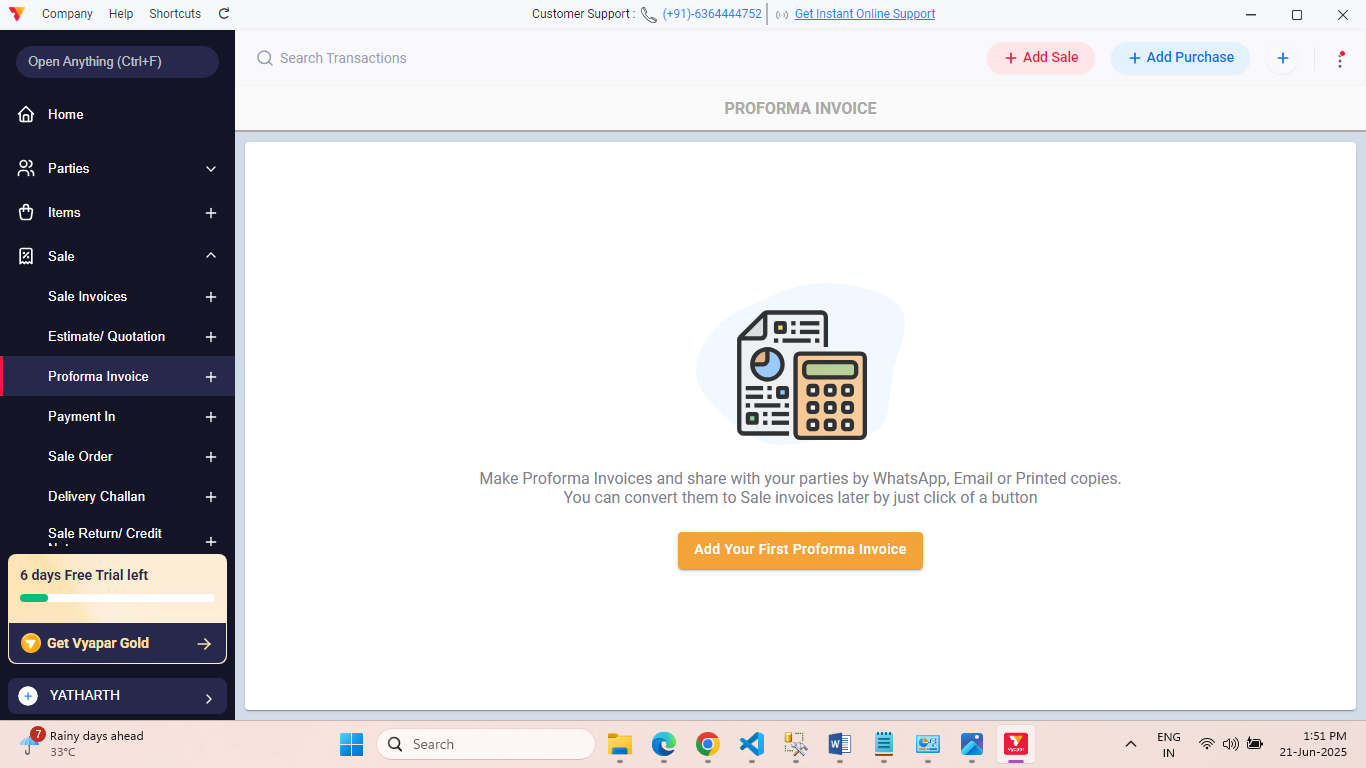 Company Help Shortcuts
Customer Support : (+91)-6364444752 Get Instant Online Support
Open Anything (Ctrl+F)
Search Transactions
Add Sale
Add Purchase
Home
PROFORMA INVOICE
Parties
Items
Sale
Sale Invoices
Estimate/ Quotation
Proforma Invoice
Payment In
Sale Order
Delivery Challan
Sale Return/ Credit
Make Proforma Invoices and share with your parties by WhatsApp, Email or Printed copies.
You can convert them to Sale invoices later by just click of a button
Add Your First Proforma Invoice
6 days Free Trial left
Get Vyapar Gold
YATHARTH
7
Rainy days ahead
33°C
Search
Vyapar
ENG
IN
1:51 PM
21-Jun-2025